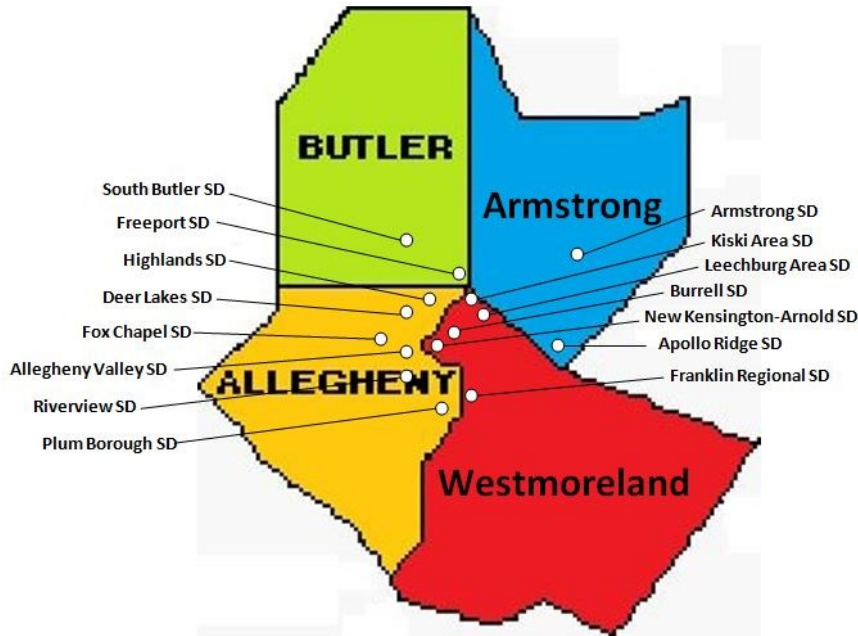 BUTLER
Armstrong
South Butler SD
Freeport SD
Highlands SD
Deer Lakes SD
Fox Chapel SD
Allegheny Valley SD
Riverview SD
Plum Borough SD
Armstrong SD
Kiski Area SD
Leechburg Area SD
Burrell SD
New Kensington-Arnold SD
Apollo Ridge SD
Franklin Regional SD
ALLEGHENY
Westmoreland